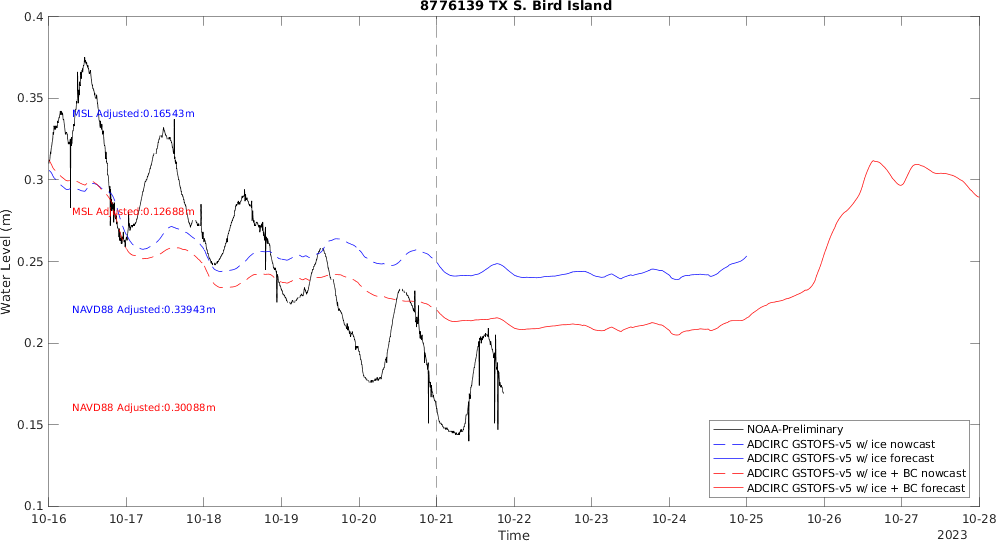 8776139 TX S. Bird Island
0.4
0.35
0.3
0.25
0.2
0.15
0.1
Water Level (m)
MSL Adjusted:0.16543m
MSL Adjusted:0.12688m
NAVD88 Adjusted:0.33943m
NAVD88 Adjusted:0.30088m
NOAA-Preliminary
ADCIRC GSTOFS-v5 w/ ice nowcast
ADCIRC GSTOFS-v5 w/ ice forecast
ADCIRC GSTOFS-v5 w/ ice + BC nowcast
ADCIRC GSTOFS-v5 w/ ice + BC forecast
10-16 10-17 10-18 10-19 10-20 10-21 10-22 10-23 10-24 10-25 10-26 10-27 10-28
Time
2023